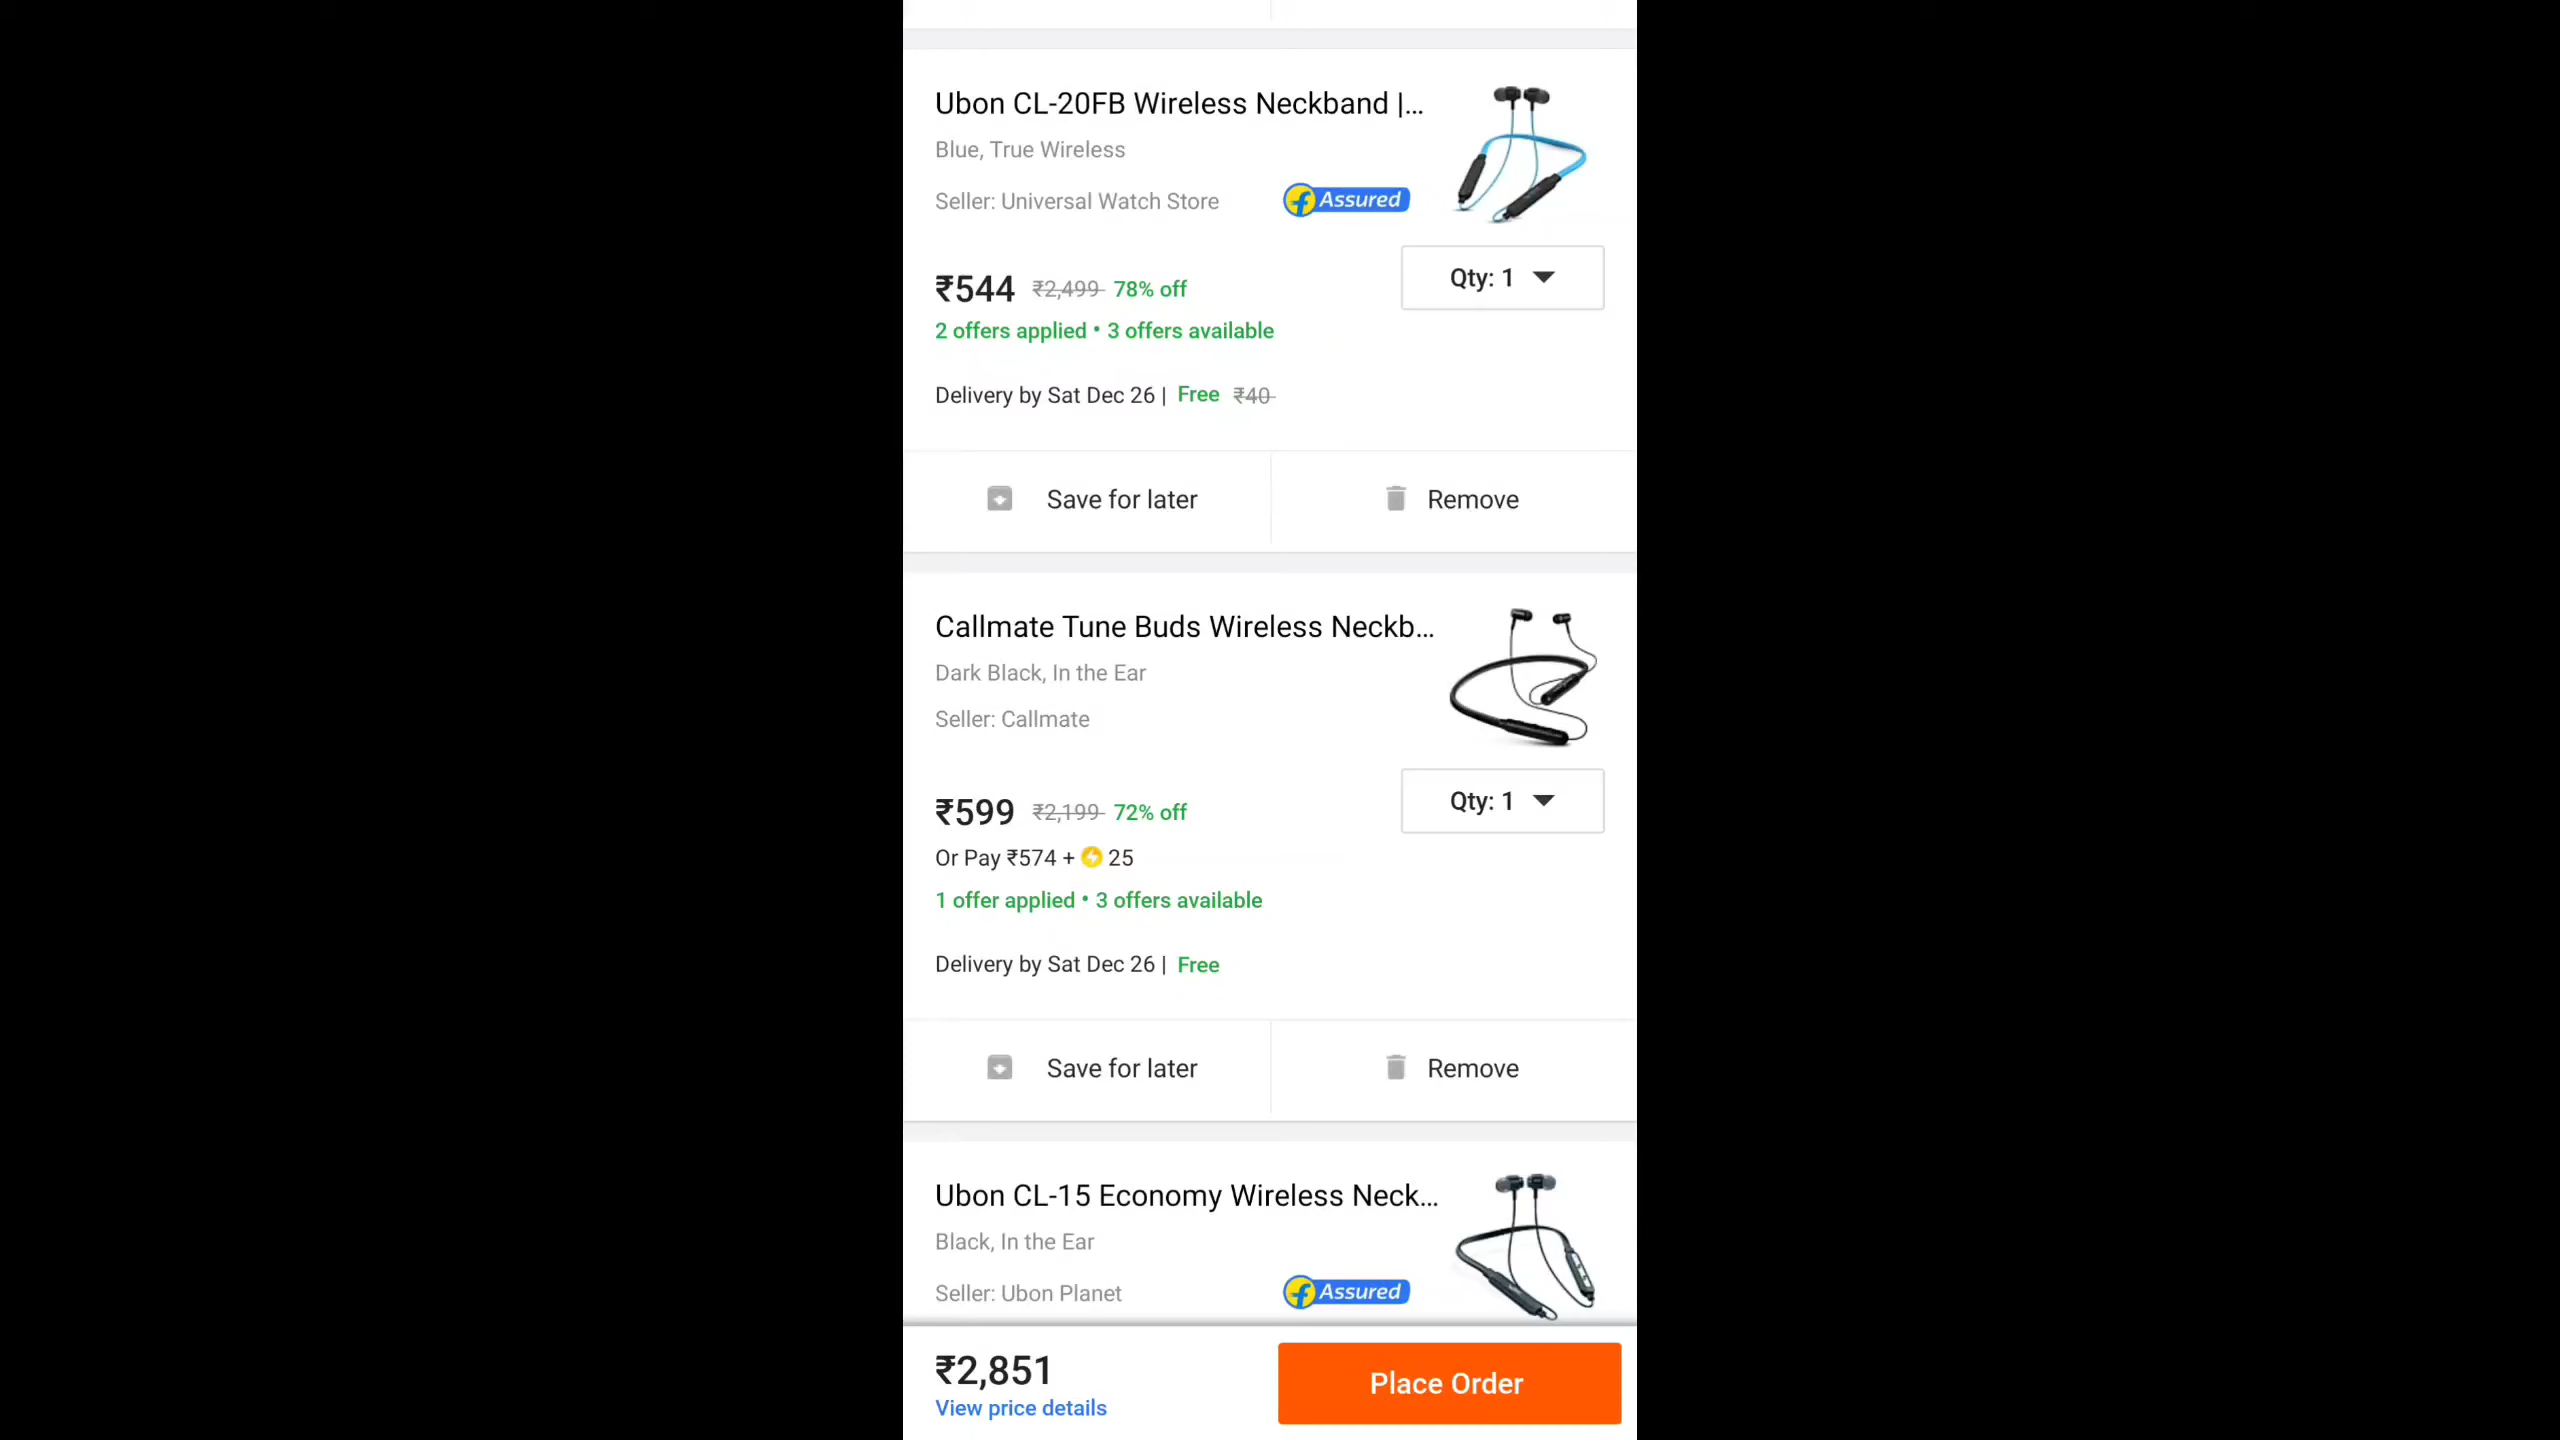 Ubon CL-20FB Wireless Neckband |...
Blue, True Wireless
Seller: Universal Watch Store
Assured
₹544 ₹2,499 78% off
Qty: 1
2 offers applied • 3 offers available
Delivery by Sat Dec 26 | Free ₹40
Save for later
Remove
Callmate Tune Buds Wireless Neckb...
Dark Black, In the Ear
Seller: Callmate
₹599 ₹2,199 72% off
Qty: 1
Or Pay ₹574 + 25
1 offer applied • 3 offers available
Delivery by Sat Dec 26 | Free
Save for later
Remove
Ubon CL-15 Economy Wireless Neck...
Black, In the Ear
Seller: Ubon Planet
Assured
₹2,851
View price details
Place Order